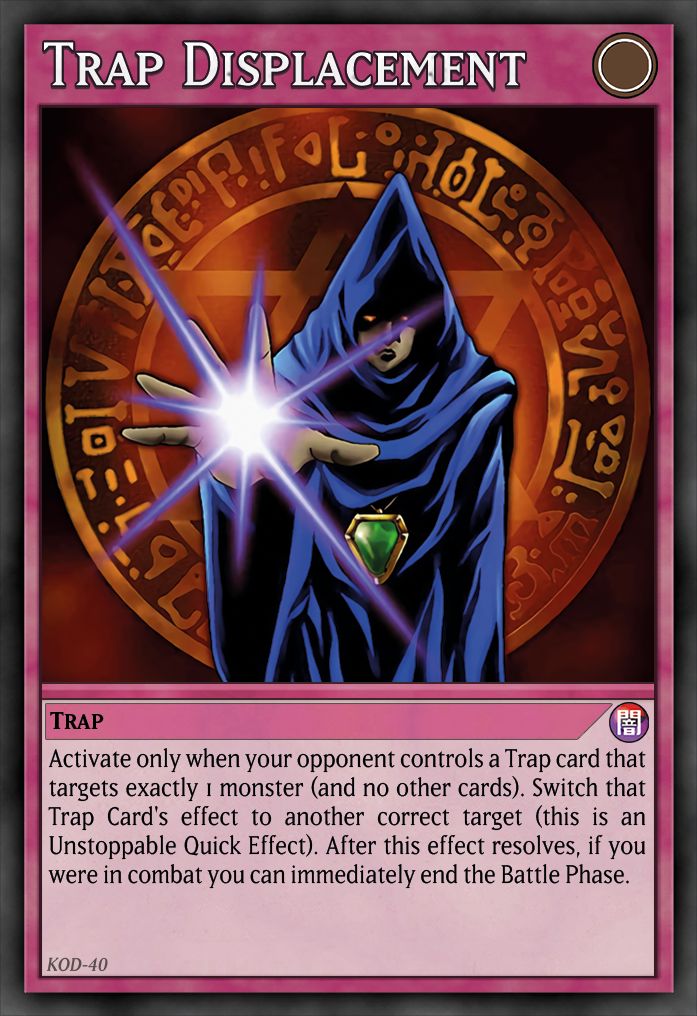 Trap Displacement
Trap
闇
Activate only when your opponent controls a Trap card that
targets exactly 1 monster (and no other cards). Switch that
Trap Card's effect to another correct target (this is an
Unstoppable Quick Effect). After this effect resolves, if you
were in combat you can immediately end the Battle Phase.
KOD-40